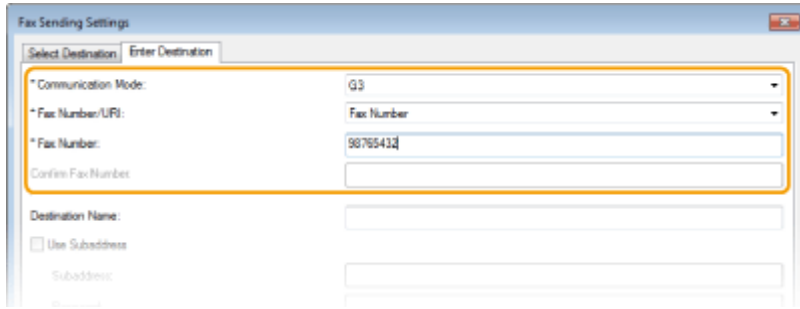 Fax Sending Settings
Select Destination Enter Destination
* Communication Mode: G3
* Fax Number/URI: Fax Number
* Fax Number: 98765432
Confirm Fax Number:
Destination Name:
Use Subaddress
Subaddress: